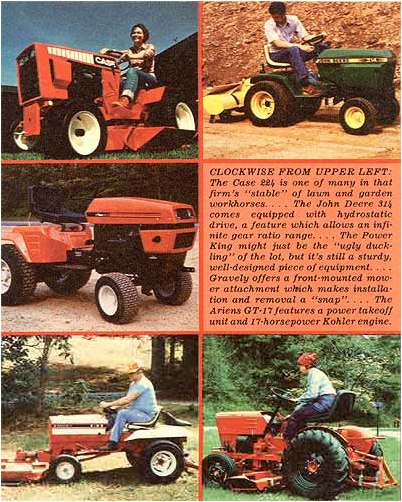 CASE
JOHN DEERE
CLOCKWISE FROM UPPER LEFT:
The Case 224 is one of many in that
firm's "stable" of lawn and garden
workhorses.... The John Deere 314
comes equipped with hydrostatic
drive, a feature which allows an infi-
nite gear ratio range.... The Power
King might just be the "ugly duck-
ling" of the lot, but it's still a sturdy,
well-designed piece of equipment....
Gravely offers a front-mounted mow-
er attachment which makes installa-
tion and removal a "snap".... The
Ariens GT-17 features a power takeoff
unit and 17-horsepower Kohler engine.